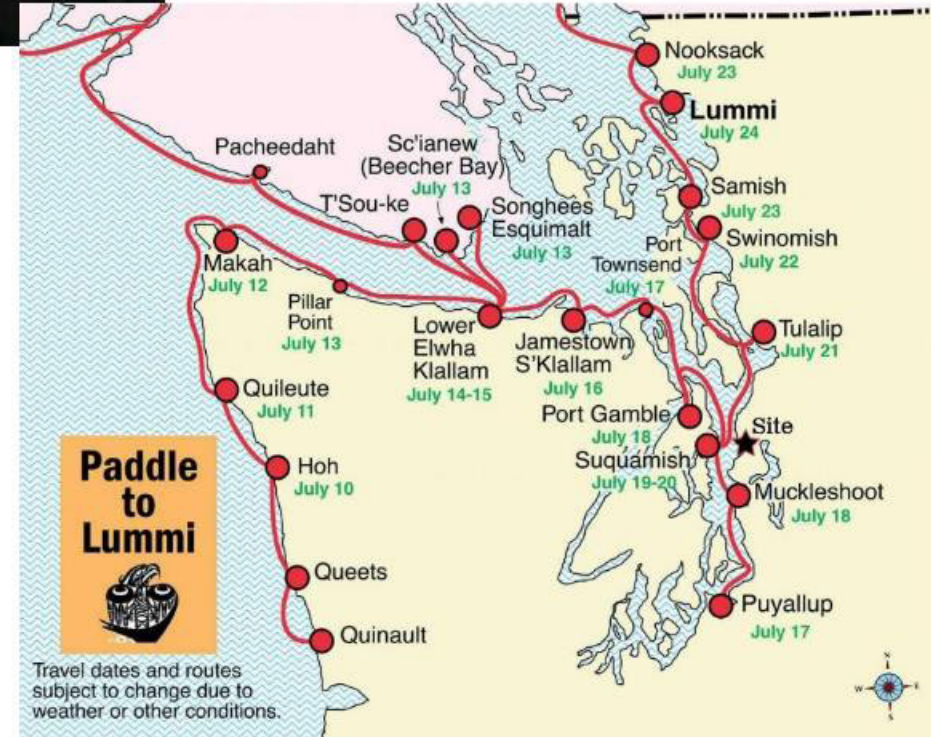 Nooksack
July 23
Lummi
July 24
Pacheedaht
Sc'ianew
(Beecher Bay)
July 13
T'Sou-ke
Songhees
Esquimalt
July 13
Samish
July 23
Swinomish
July 22
Port
Townsend
July 17
Makah
July 12
Pillar
Point
July 13
Lower
Elwha
Klallam
July 14-15
Jamestown
S'Klallam
July 16
Tulalip
July 21
Quileute
July 11
Port Gamble
July 18
Site
Suquamish
July 19-20
Hoh
July 10
Muckleshoot
July 18
Queets
Puyallup
July 17
Quinault
Paddle
to
Lummi
Travel dates and routes
subject to change due to
weather or other conditions.
N
W
E
S